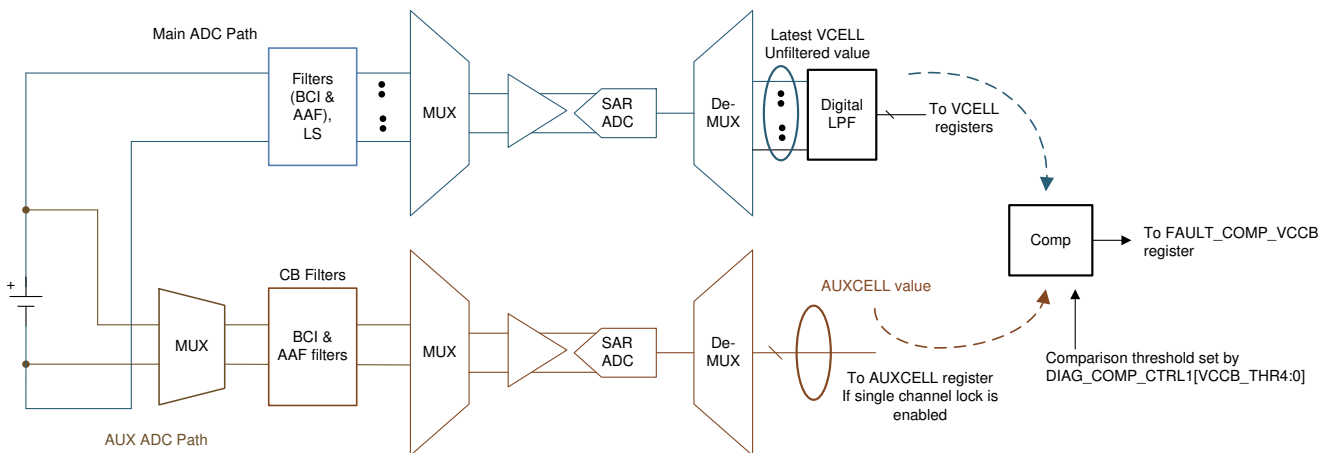 Main ADC Path
Filters
(BCI &
AAF),
LS
MUX
SAR
ADC
De-
MUX
Latest VCELL
Unfiltered value
Digital
LPF
To VCELL
registers
Comp
To FAULT_COMP_VCCB
register
Comparison threshold set by
DIAG_COMP_CTRL1[VCCB_THR4:0]
+
MUX
CB Filters
BCI &
AAF filters
MUX
SAR
ADC
De-
MUX
AUXCELL value
To AUXCELL register
If single channel lock is
enabled
AUX ADC Path